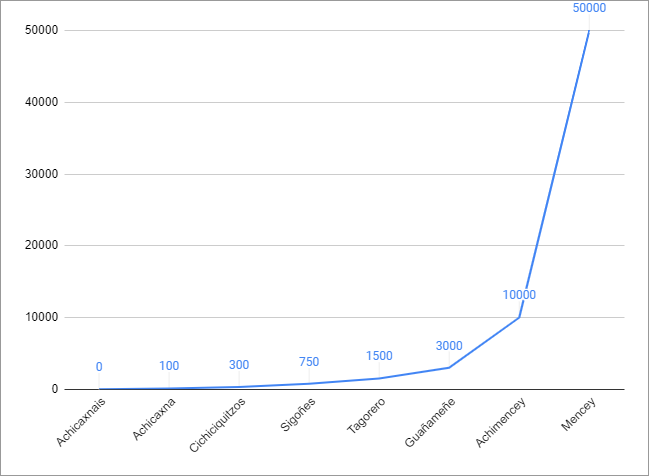 50000
50000
40000
30000
20000
10000
10000
3000
1500
750
300
100
0
0
Achicaxnais
Achicaxna
Cichiciquitzos
Sigoñes
Tagorero
Guañameñe
Achimencey
Mencey